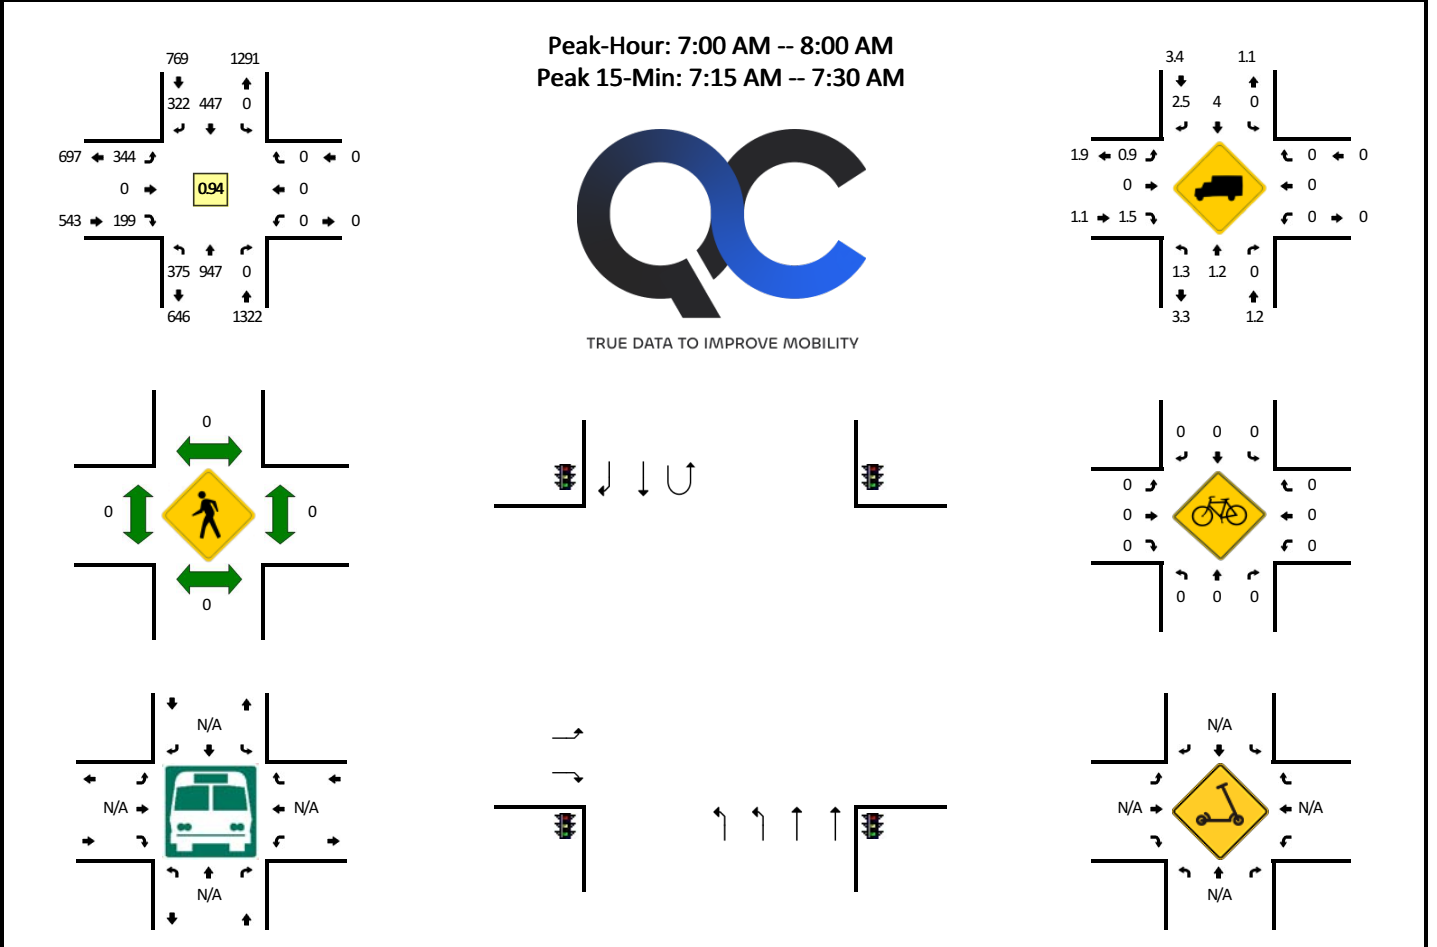 Peak-Hour: 7:00 AM -- 8:00 AM
Peak 15-Min: 7:15 AM -- 7:30 AM
769 1291
322 447 0
697 344 0 0
0 0.94 0
543 199 0 0
375 947 0
646 1322
QC
TRUE DATA TO IMPROVE MOBILITY
3.4 1.1
2.5 4 0
1.9 0.9 0 0
0 0
1.1 1.5 0 0
1.3 1.2 0
3.3 1.2
0
0 0
0
0 0 0
0 0
0 0
0 0
0 0 0
N/A
N/A N/A
N/A
N/A
N/A N/A
N/A